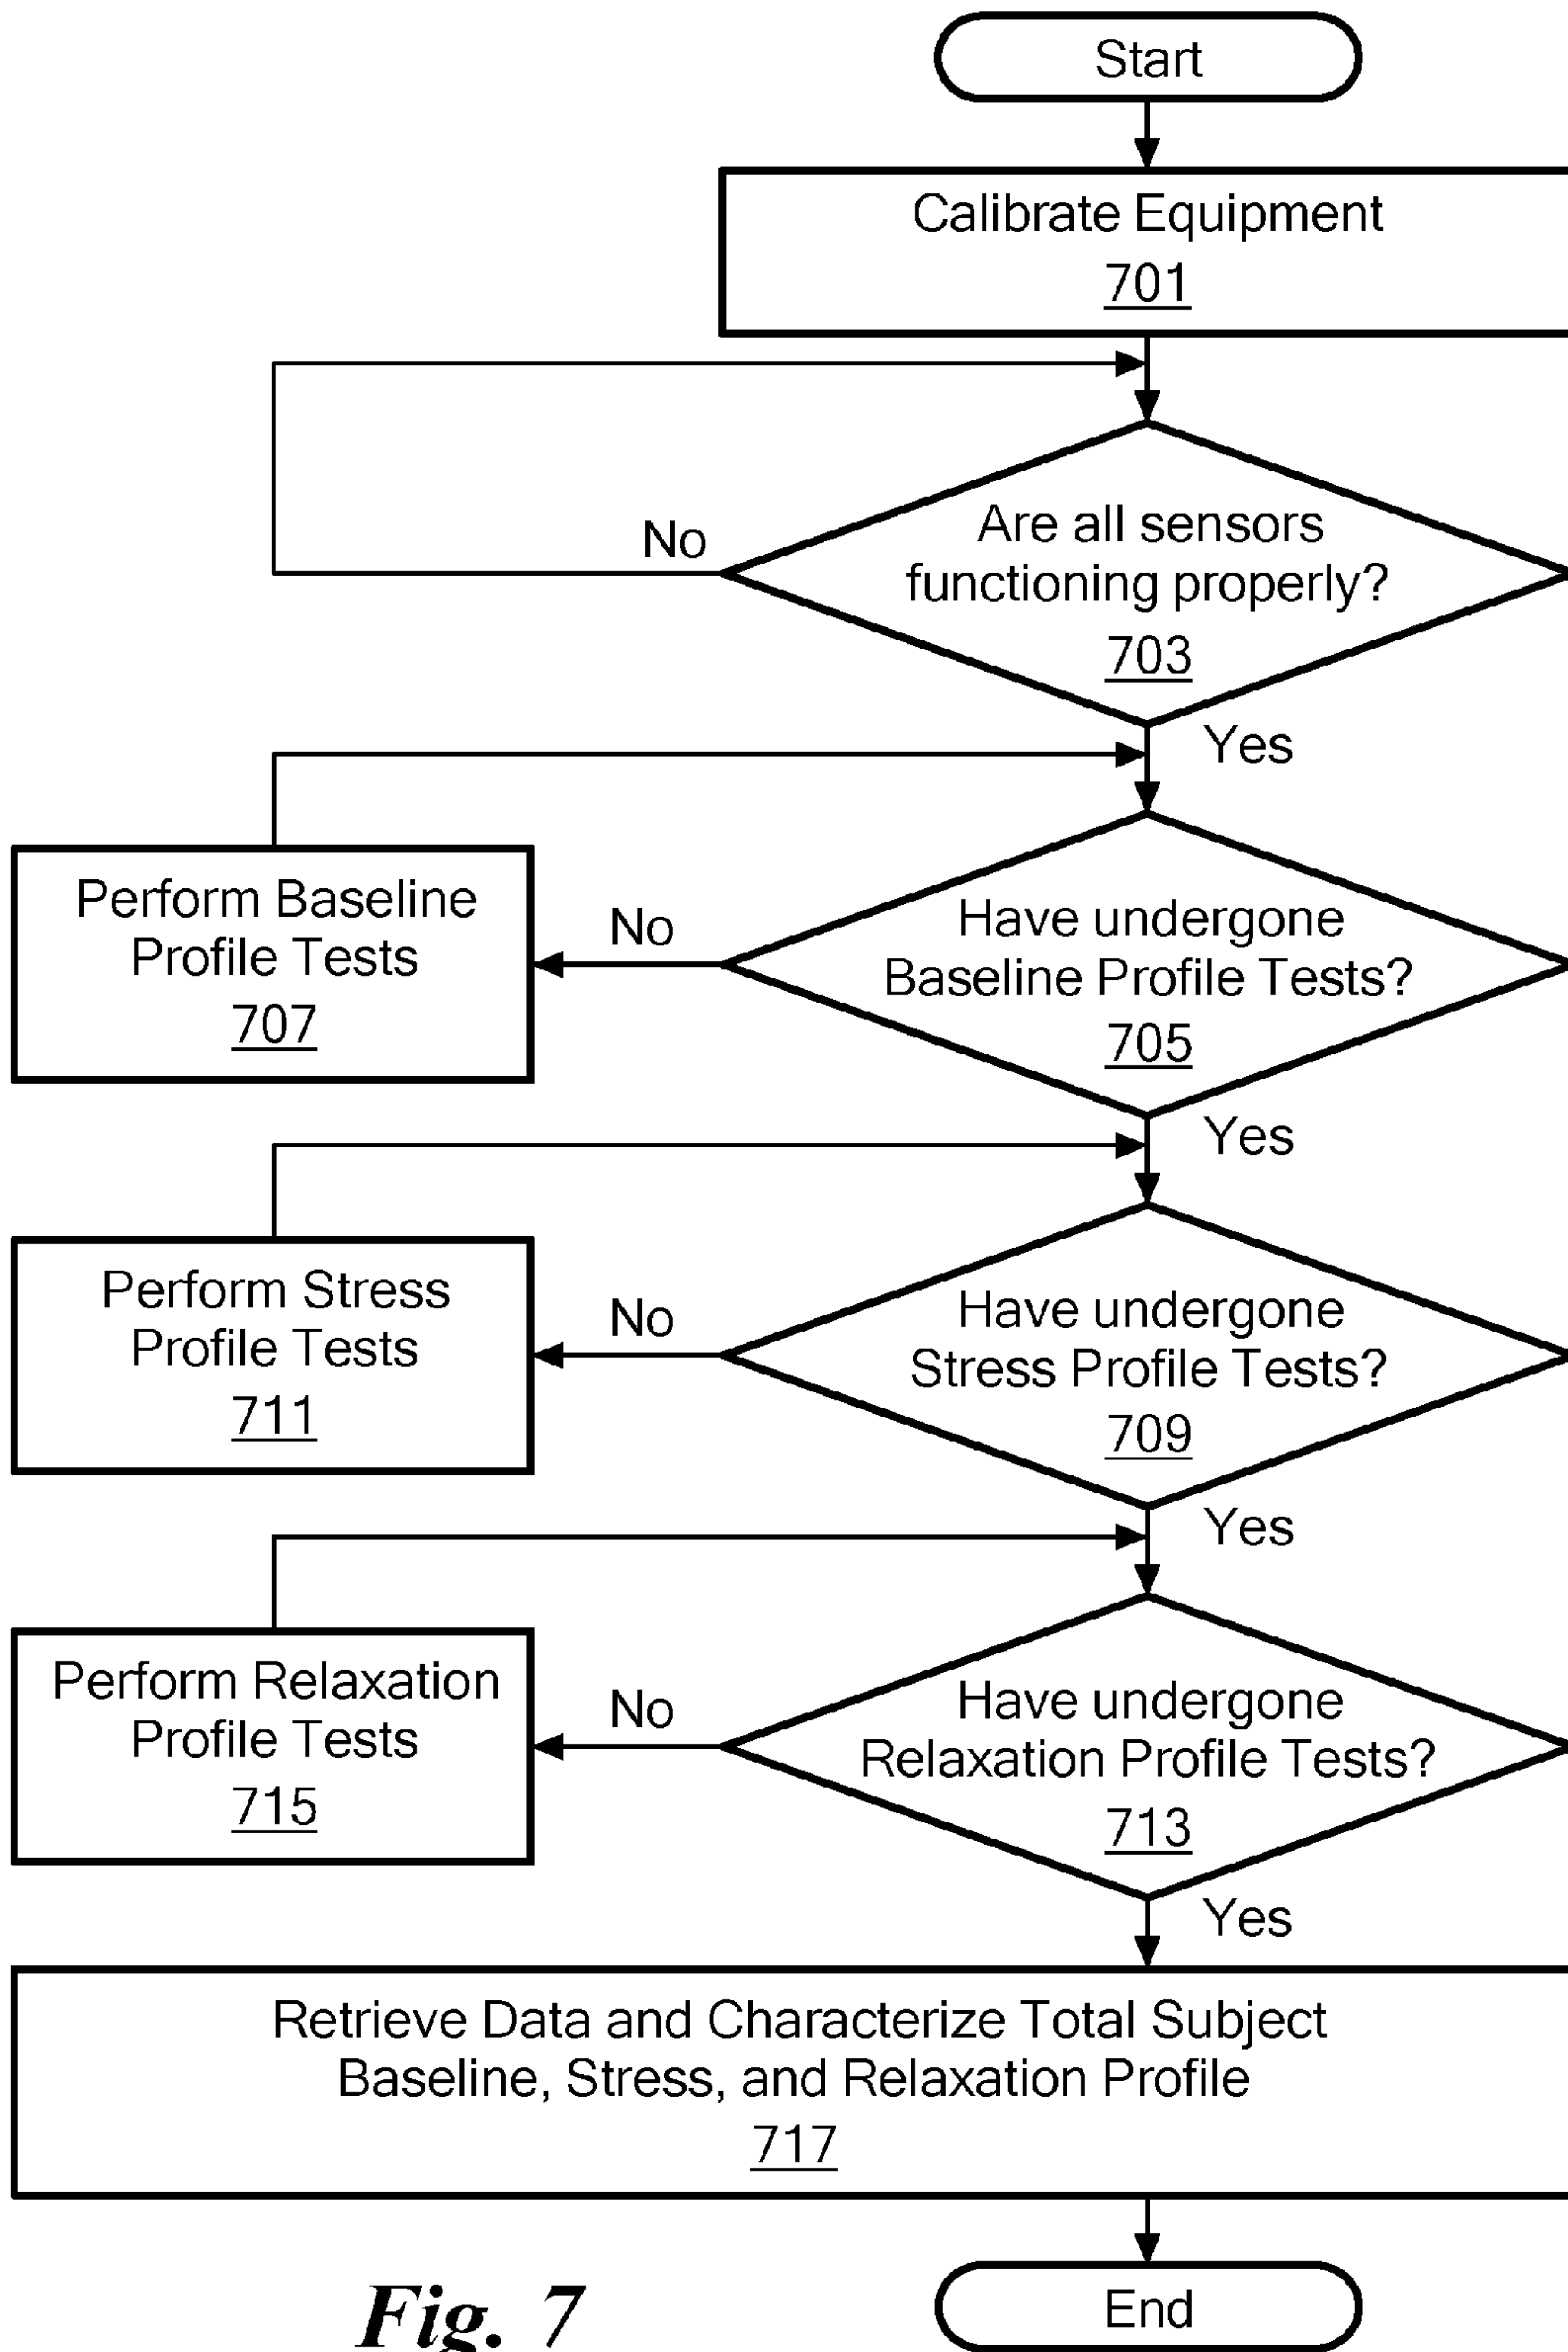 Start
Calibrate Equipment
701
Are all sensors
functioning properly?
703
No
Yes
Have undergone
Baseline Profile Tests?
705
No
Perform Baseline
Profile Tests
707
Yes
Have undergone
Stress Profile Tests?
709
No
Perform Stress
Profile Tests
711
Yes
Have undergone
Relaxation Profile Tests?
713
No
Perform Relaxation
Profile Tests
715
Yes
Retrieve Data and Characterize Total Subject
Baseline, Stress, and Relaxation Profile
717
End
Fig. 7